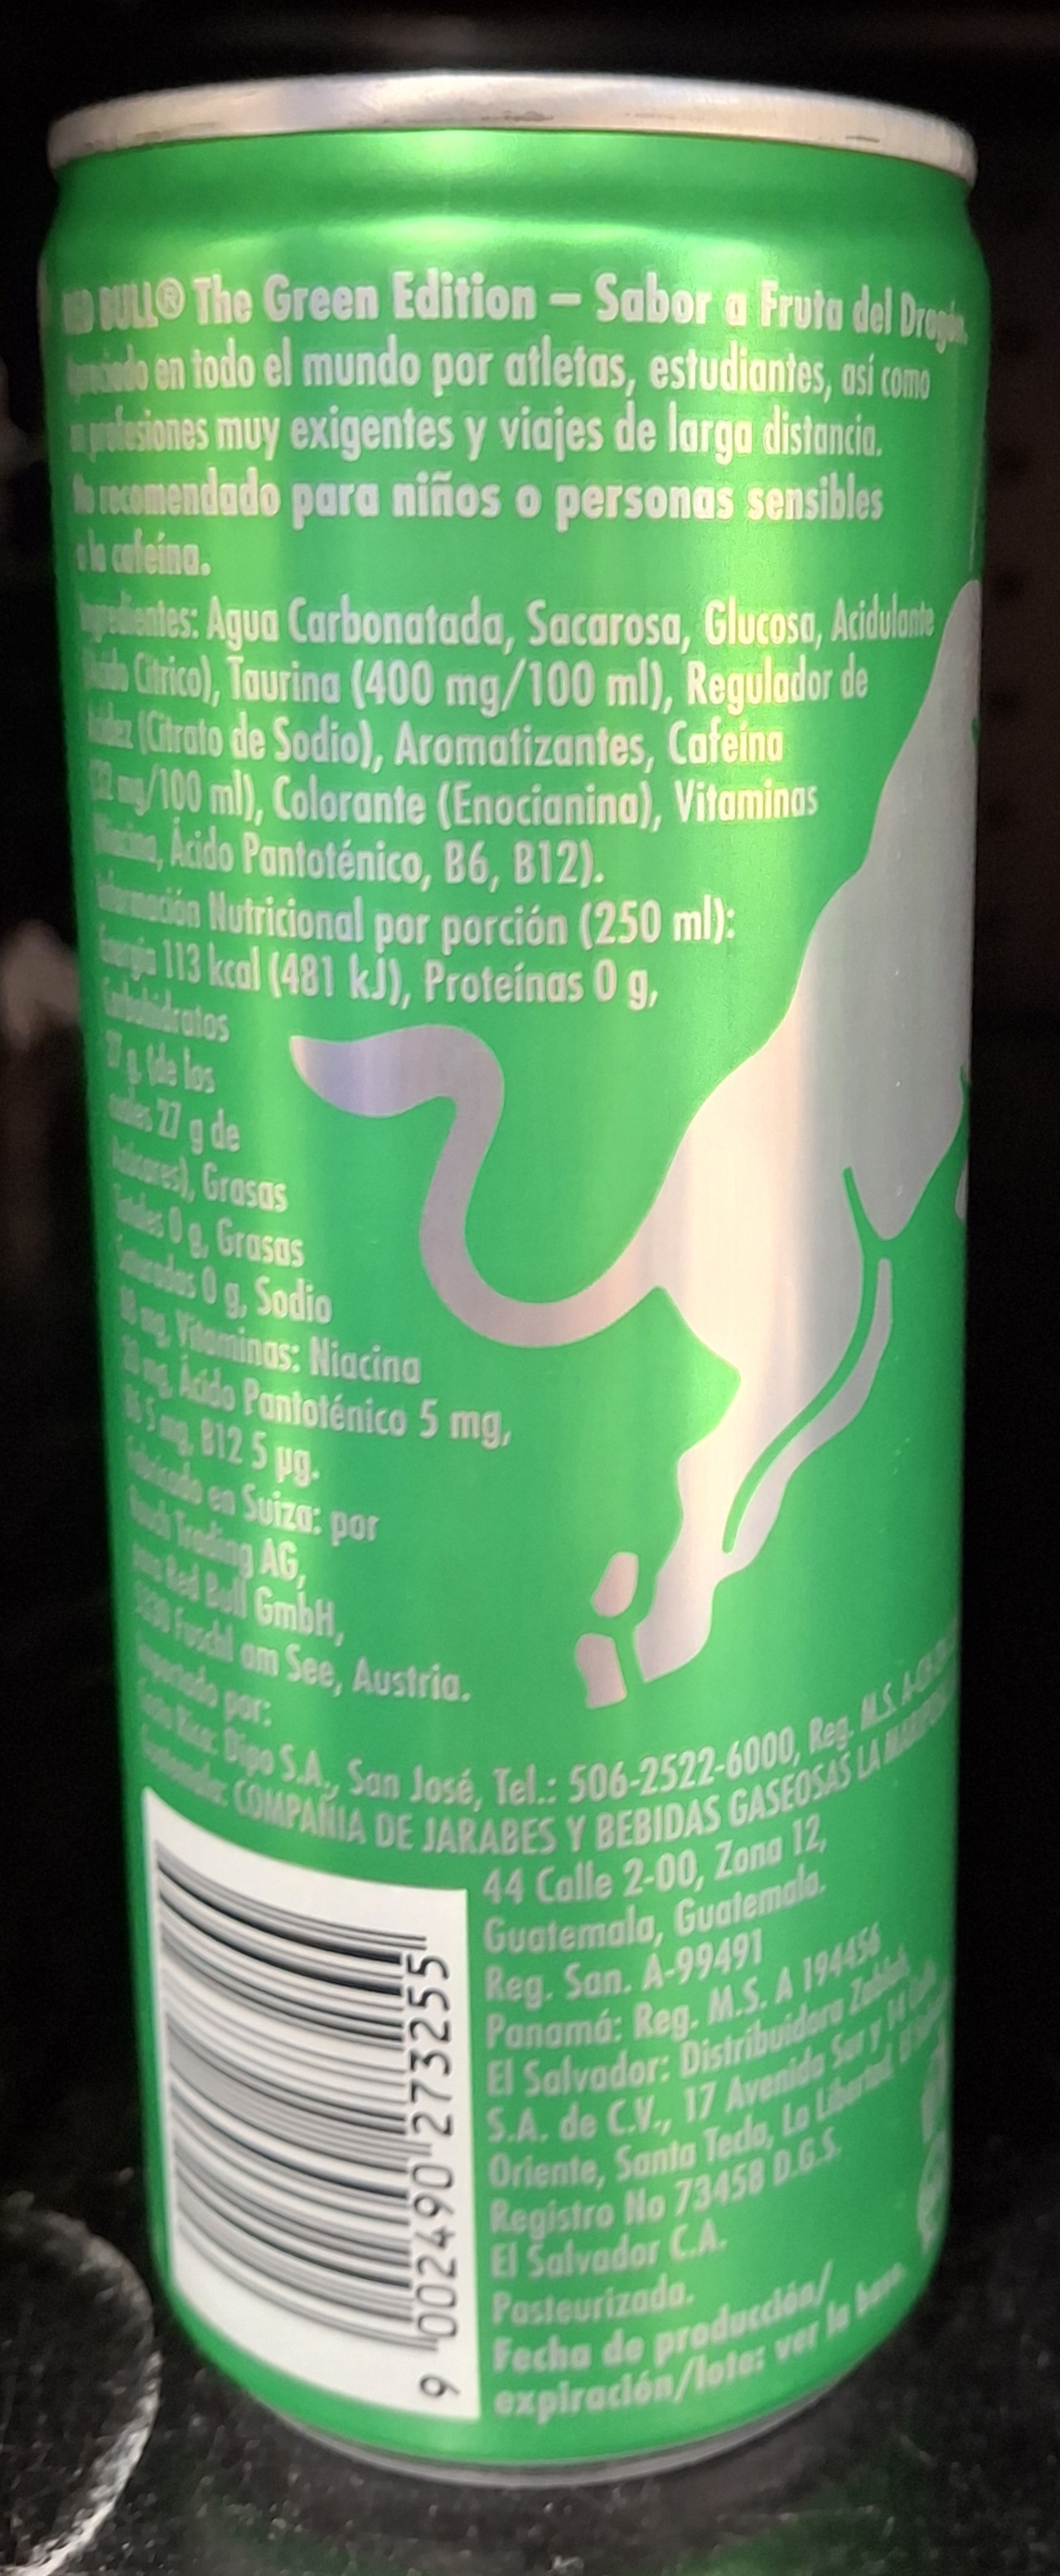 RED BULL® The Green Edition – Sabor a Fruta del Dragón.
Apreciado en todo el mundo por atletas, estudiantes, así como
en profesiones muy exigentes y viajes de larga distancia.
No recomendado para niños o personas sensibles
a la cafeína.
Ingredientes: Agua Carbonatada, Sacarosa, Glucosa, Acidulante
(Ácido Cítrico), Taurina (400 mg/100 ml), Regulador de
Acidez (Citrato de Sodio), Aromatizantes, Cafeína
(32 mg/100 ml), Colorante (Enocianina), Vitaminas
(Niacina, Ácido Pantoténico, B6, B12).
Información Nutricional por porción (250 ml):
Energía 113 kcal (481 kJ), Proteínas 0 g,
Carbohidratos
27 g, (de los
cuales 27 g de
Azúcares), Grasas
Totales 0 g, Grasas
Saturadas 0 g, Sodio
mg, Vitaminas: Niacina
20 mg, Ácido Pantoténico 5 mg,
B6 5 mg, B12 5 µg.
Fabricado en Suiza: por
Rauch Trading AG,
para Red Bull GmbH,
5330 Fuschl am See, Austria.
Importado por:
Costa Rica: Dipo S.A., San José, Tel.: 506-2522-6000, Reg. M.S.
Guatemala: COMPAÑIA DE JARABES Y BEBIDAS GASEOSAS LA MARIPOSA
44 Calle 2-00, Zona 12,
Guatemala, Guatemala.
Reg. San. A-99491
Panamá: Reg. M.S. A 194456
El Salvador: Distribuidora Zablah,
S.A. de C.V., 17 Avenida Sur y 14 Calle
Oriente, Santa Tecla, La Libertad, El Salvador
Registro No 73458 D.G.S.
El Salvador C.A.
Pasteurizada.
Fecha de producción/
expiración/lote: ver la base.
9 002490 273255